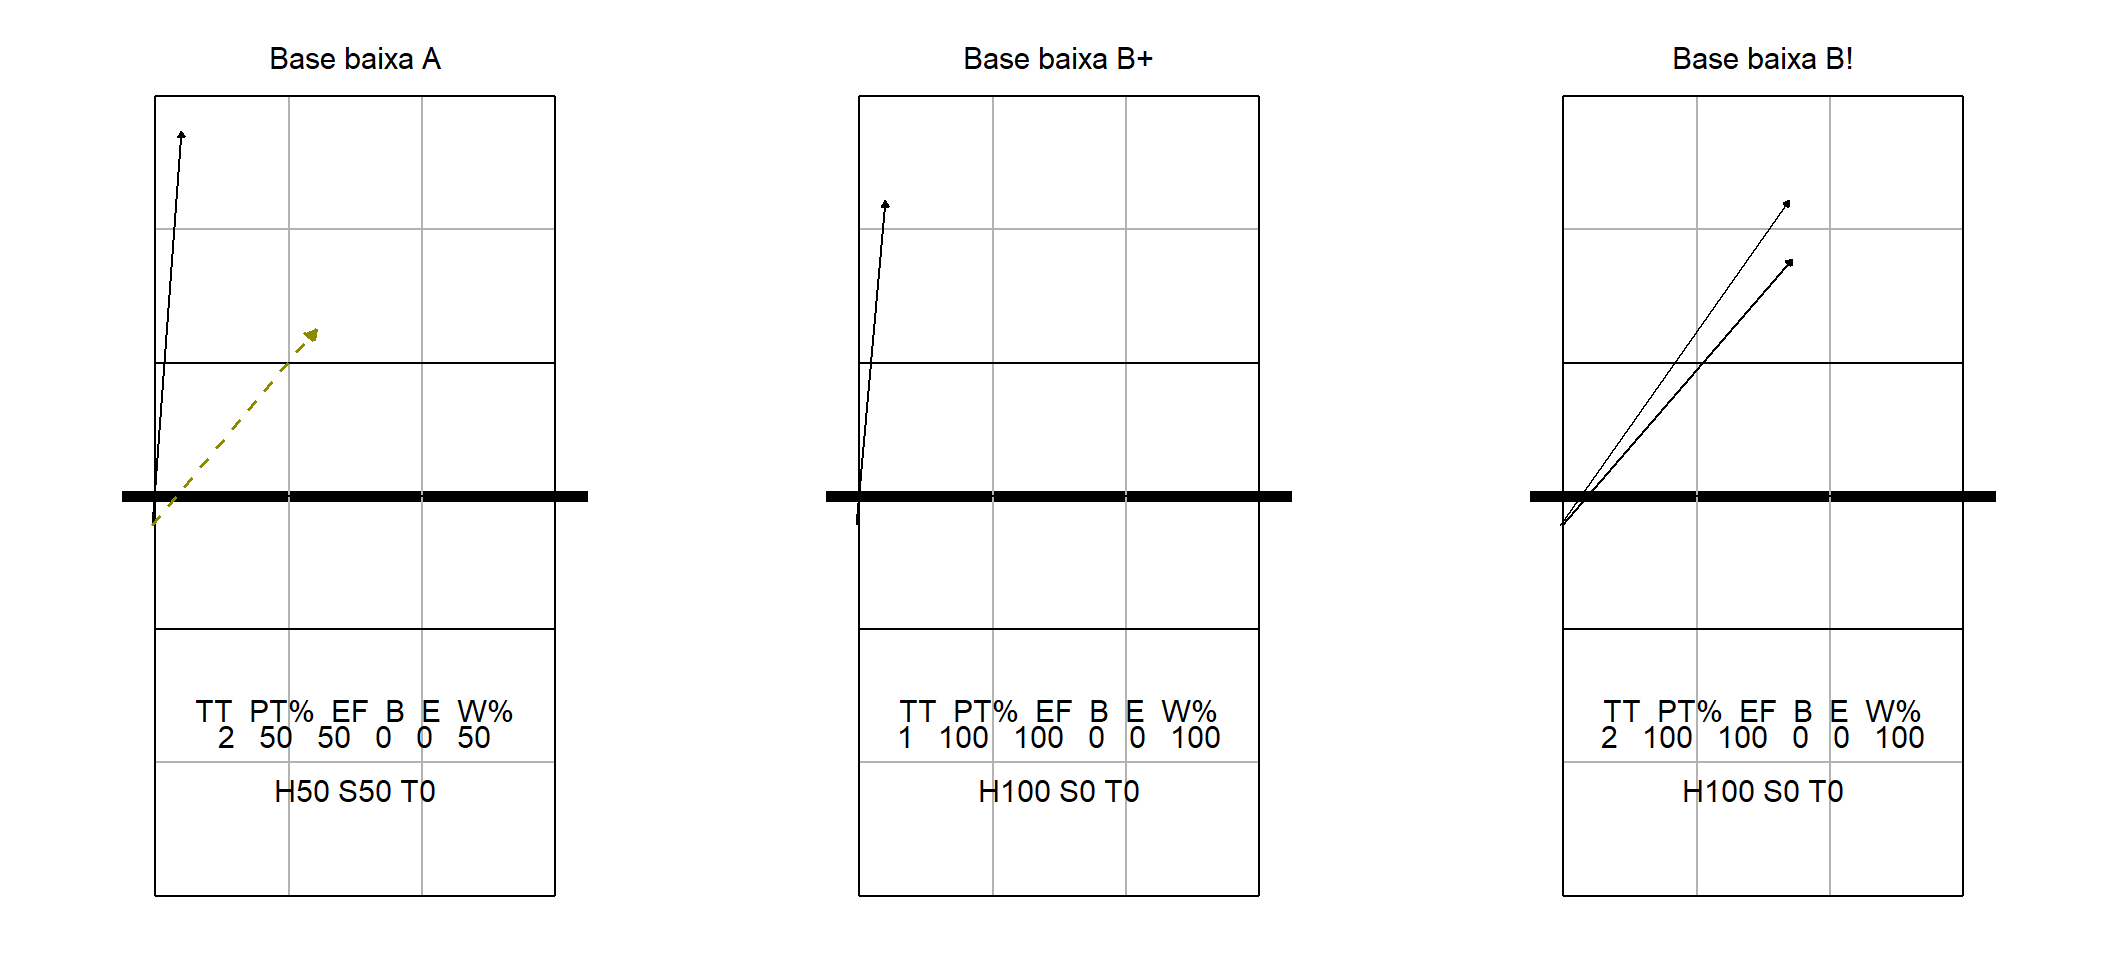 Base baixa A
TT PT% EF B E W%
2 50 50 0 0 50
H50 S50 T0
Base baixa B+
TT PT% EF B E W%
1 100 100 0 0 100
H100 S0 T0
Base baixa B!
TT PT% EF B E W%
2 100 100 0 0 100
H100 S0 T0